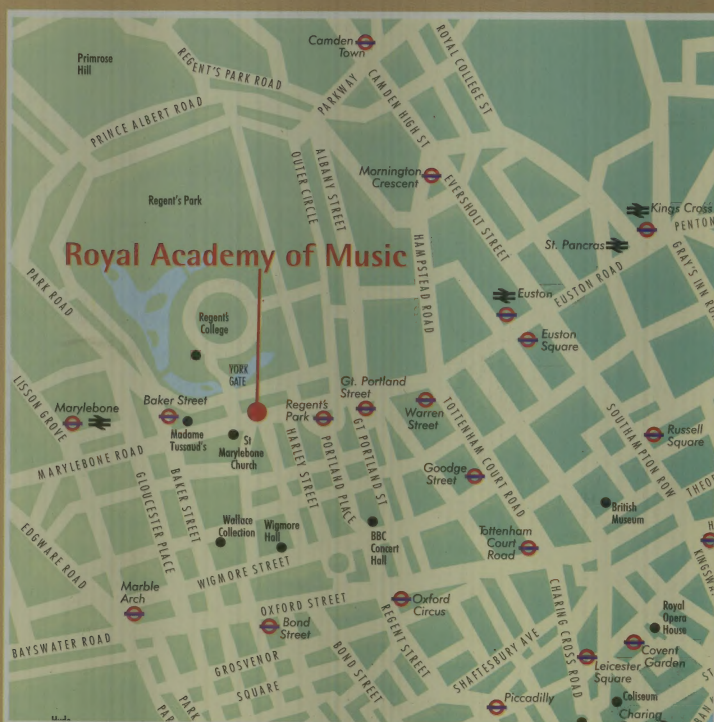 Camden
Town
ROYAL COLLEGE ST
Primrose
Hill
REGENT'S PARK ROAD
PARKWAY
CAMDEN HIGH ST
PRINCE ALBERT ROAD
OUTER CIRCLE
ALBANY STREET
Mornington
Crescent
EVERSHOLT STREET
Regent's Park
Kings Cross
PENTON
St. Pancras
GRAY'S INN RO
Royal Academy of Music
HAMPSTEAD ROAD
EUSTON ROAD
PARK ROAD
Euston
Regent's
College
Euston
Square
YORK
GATE
LISSON GROVE
Marylebone
Baker Street
Madame
Tussaud's
St
Marylebone
Church
Regent's
Park
Gt. Portland
Street
Warren
Street
TOTTENHAM COURT ROAD
SOUTHAMPTON ROW
Russell
Square
MARYLEBONE ROAD
GLOUCESTER PLACE
BAKER STREET
HARLEY STREET
PORTLAND PLACE
GT PORTLAND ST
Goodge
Street
THEO
British
Museum
EDGWARE ROAD
Wallace
Collection
Wigmore
Hall
BBC
Concert
Hall
Tottenham
Court
Road
H
KINGSWA
WIGMORE STREET
Marble
Arch
OXFORD STREET
Oxford
Circus
CHARING CROSS ROAD
Royal
Opera
House
Bond
Street
REGENT STREET
SHAFTESBURY AVE
Covent
Garden
BAYSWATER ROAD
GROSVENOR
SQUARE
BOND STREET
Leicester
Square
ST
PARK
PAR
Piccadilly
Coliseum
Charing